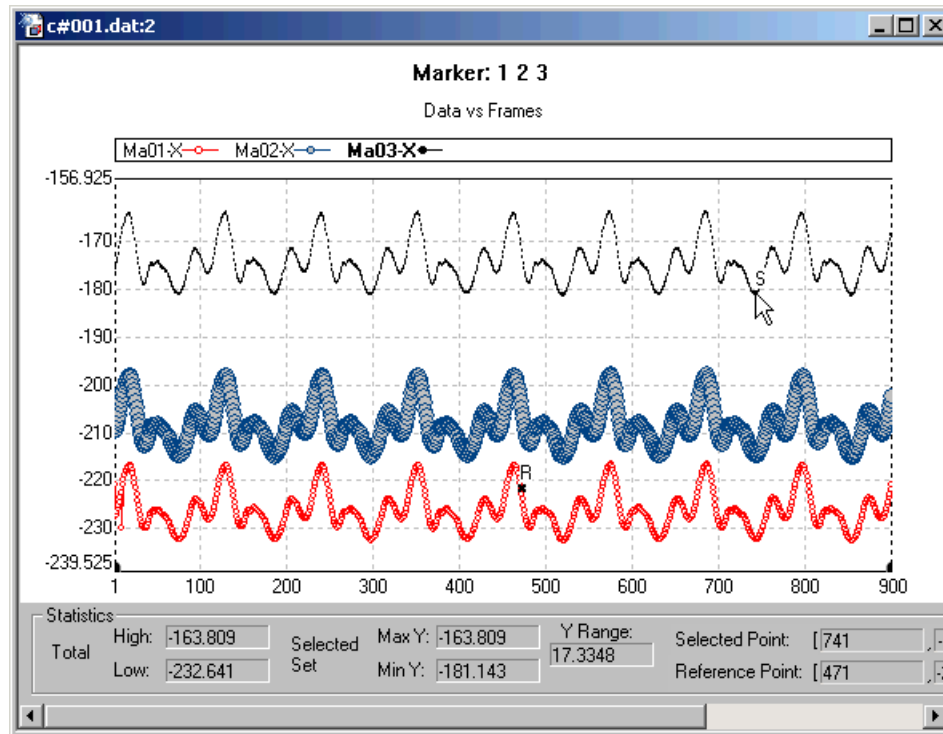 c#001.dat:2
Marker: 1 2 3
Data vs Frames
Ma01-X Ma02-X Ma03-X
-156.925
-170
-180
-190
-200
-210
-220
-230
-239.525
S
R
1 100 200 300 400 500 600 700 800 900
Statistics
Total
High: -163.809
Low: -232.641
Selected Set
Max Y: -163.809
Min Y: -181.143
Y Range:
17.3348
Selected Point: [741 ,-
Reference Point: [471 ,-